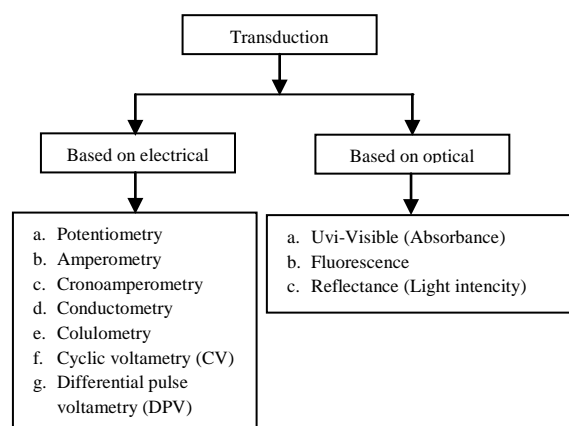 Transduction
Based on electrical
Based on optical
a. Potentiometry
b. Amperometry
c. Cronoamperometry
d. Conductometry
e. Colulometry
f. Cyclic voltametry (CV)
g. Differential pulse
voltametry (DPV)
a. Uvi-Visible (Absorbance)
b. Fluorescence
c. Reflectance (Light intencity)